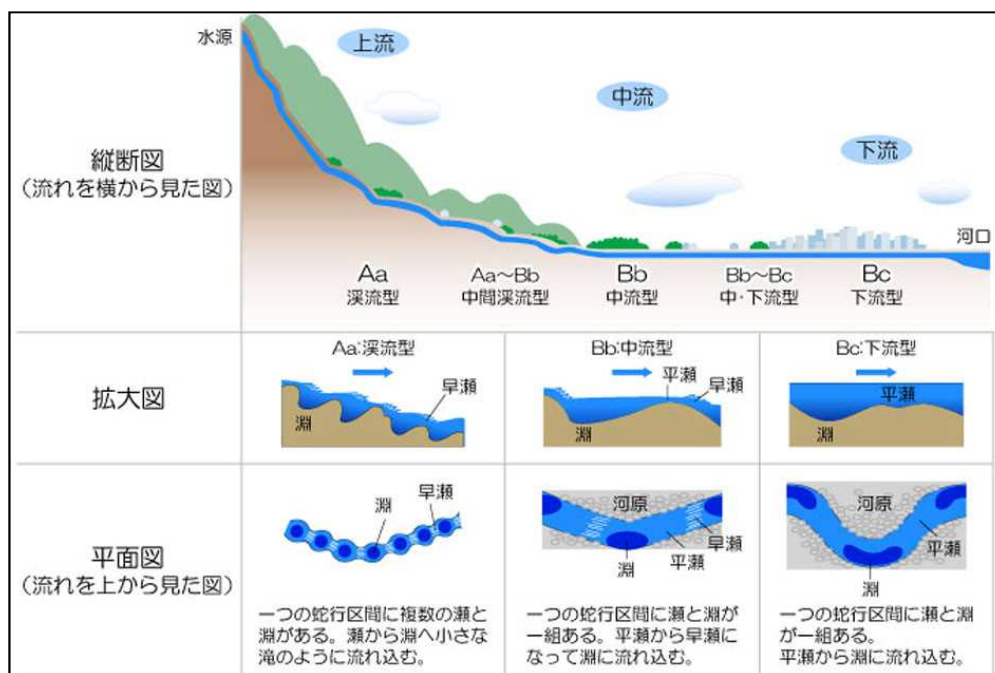 水源
上流
中流
下流
縦断図
(流れを横から見た図)
河口
Aa
渓流型
Aa~Bb
中間渓流型
Bb
中流型
Bb~Bc
中・下流型
Bc
下流型
拡大図
Aa:渓流型
早瀬
淵
Bb:中流型
平瀬
早瀬
淵
Bc:下流型
平瀬
淵
平面図
(流れを上から見た図)
淵
早瀬
一つの蛇行区間に複数の瀬と
淵がある。瀬から淵へ小さな
滝のように流れ込む。
河原
早瀬
平瀬
淵
一つの蛇行区間に瀬と淵が
一組ある。平瀬から早瀬に
なって淵に流れ込む。
河原
平瀬
淵
一つの蛇行区間に瀬と淵
が一組ある。
平瀬から淵に流れ込む。